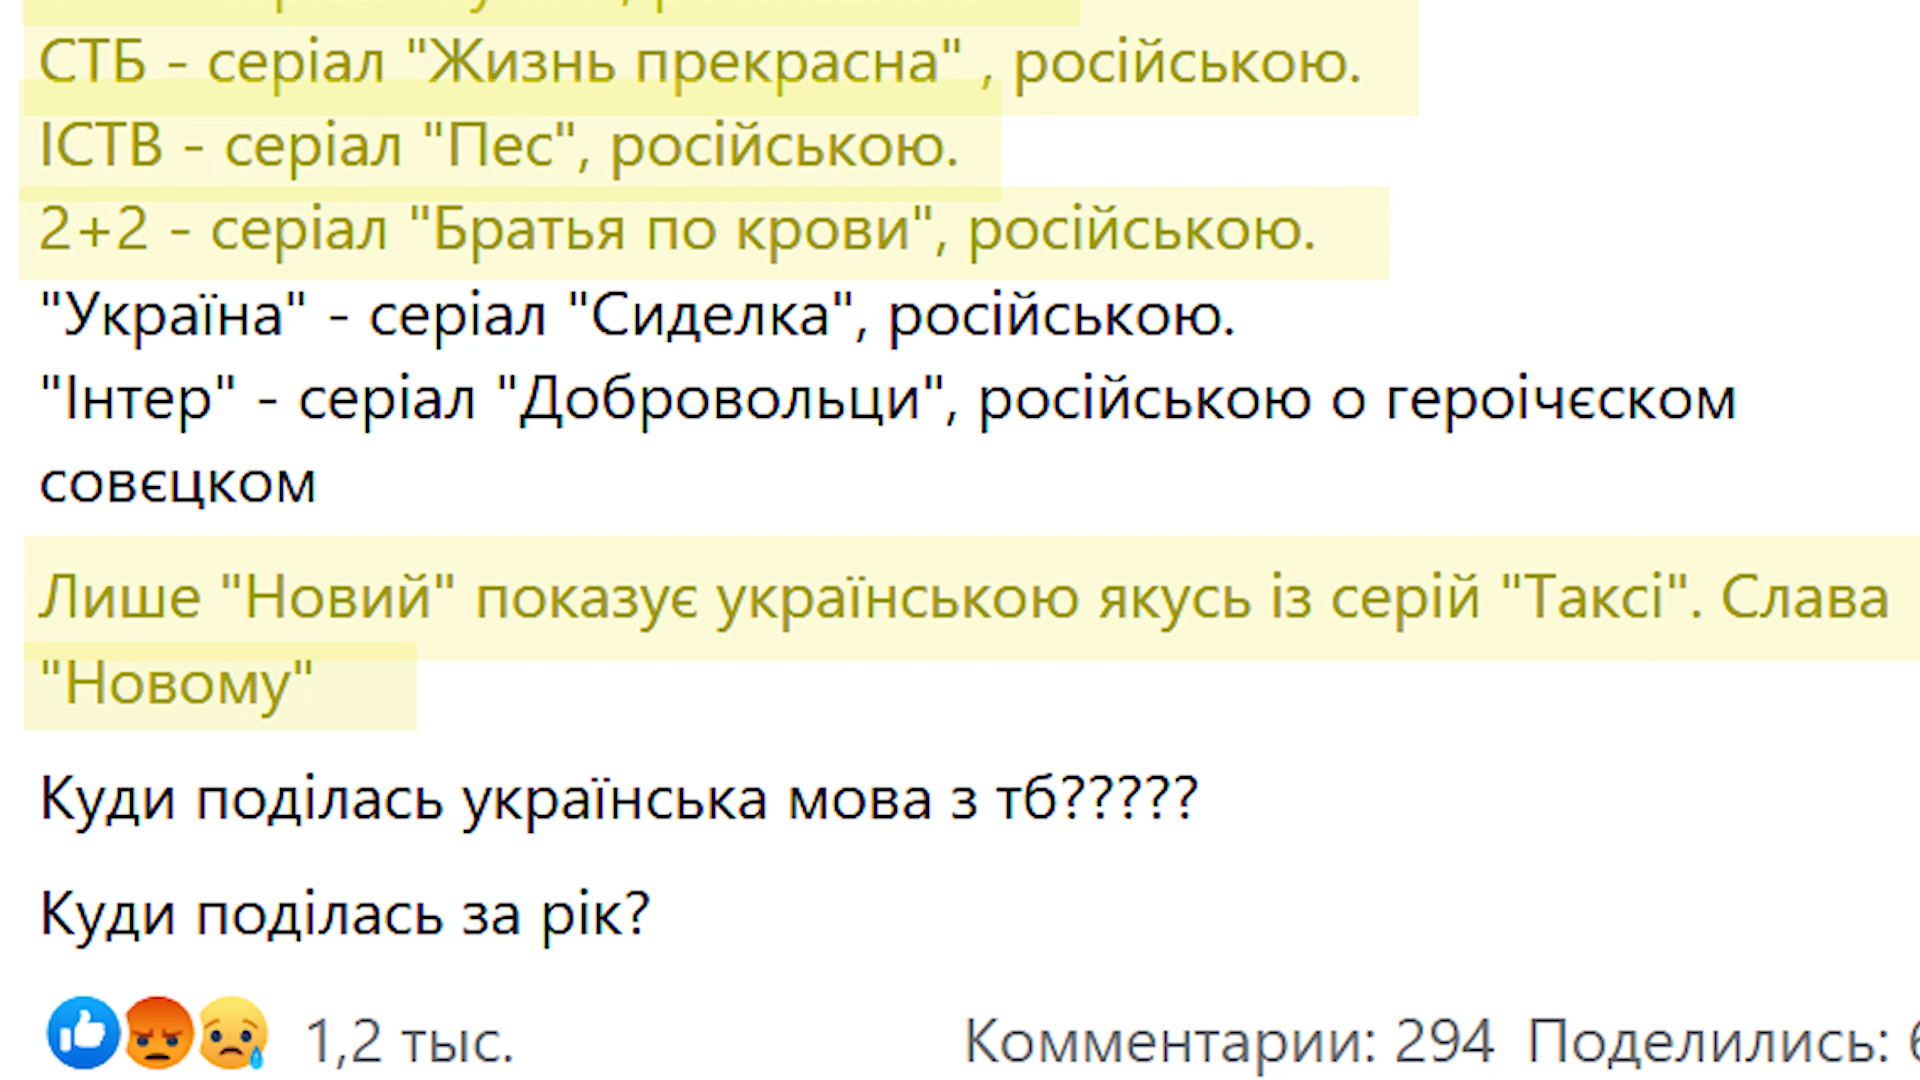 СТБ - серіал "Жизнь прекрасна" , російською.
ІСТВ - серіал "Пес", російською.
2+2 - серіал "Братья по крови", російською.
"Україна" - серіал "Сиделка", російською.
"Інтер" - серіал "Добровольци", російською о героічєском
совєцком
Лише "Новий" показує українською якусь із серій "Таксі". Слава
"Новому"
Куди поділась українська мова з тб?????
Куди поділась за рік?
1,2 тыс.
Комментарии: 294 Поделились: